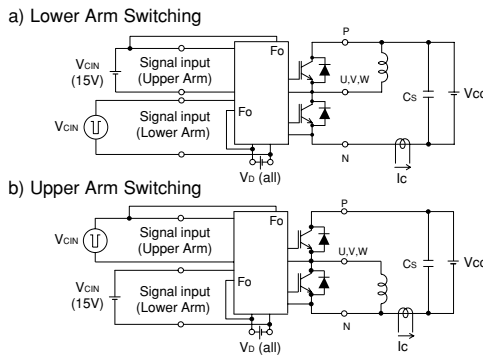 a) Lower Arm Switching
P
Fo
VCIN
(15V)
Signal input
(Upper Arm)
U,V,W
CS
Vcc
Signal input
(Lower Arm)
VCIN
Fo
N
VD (all)
Ic
b) Upper Arm Switching
P
Fo
VCIN
Signal input
(Upper Arm)
U,V,W
CS
Vcc
VCIN
(15V)
Signal input
(Lower Arm)
Fo
N
VD (all)
Ic